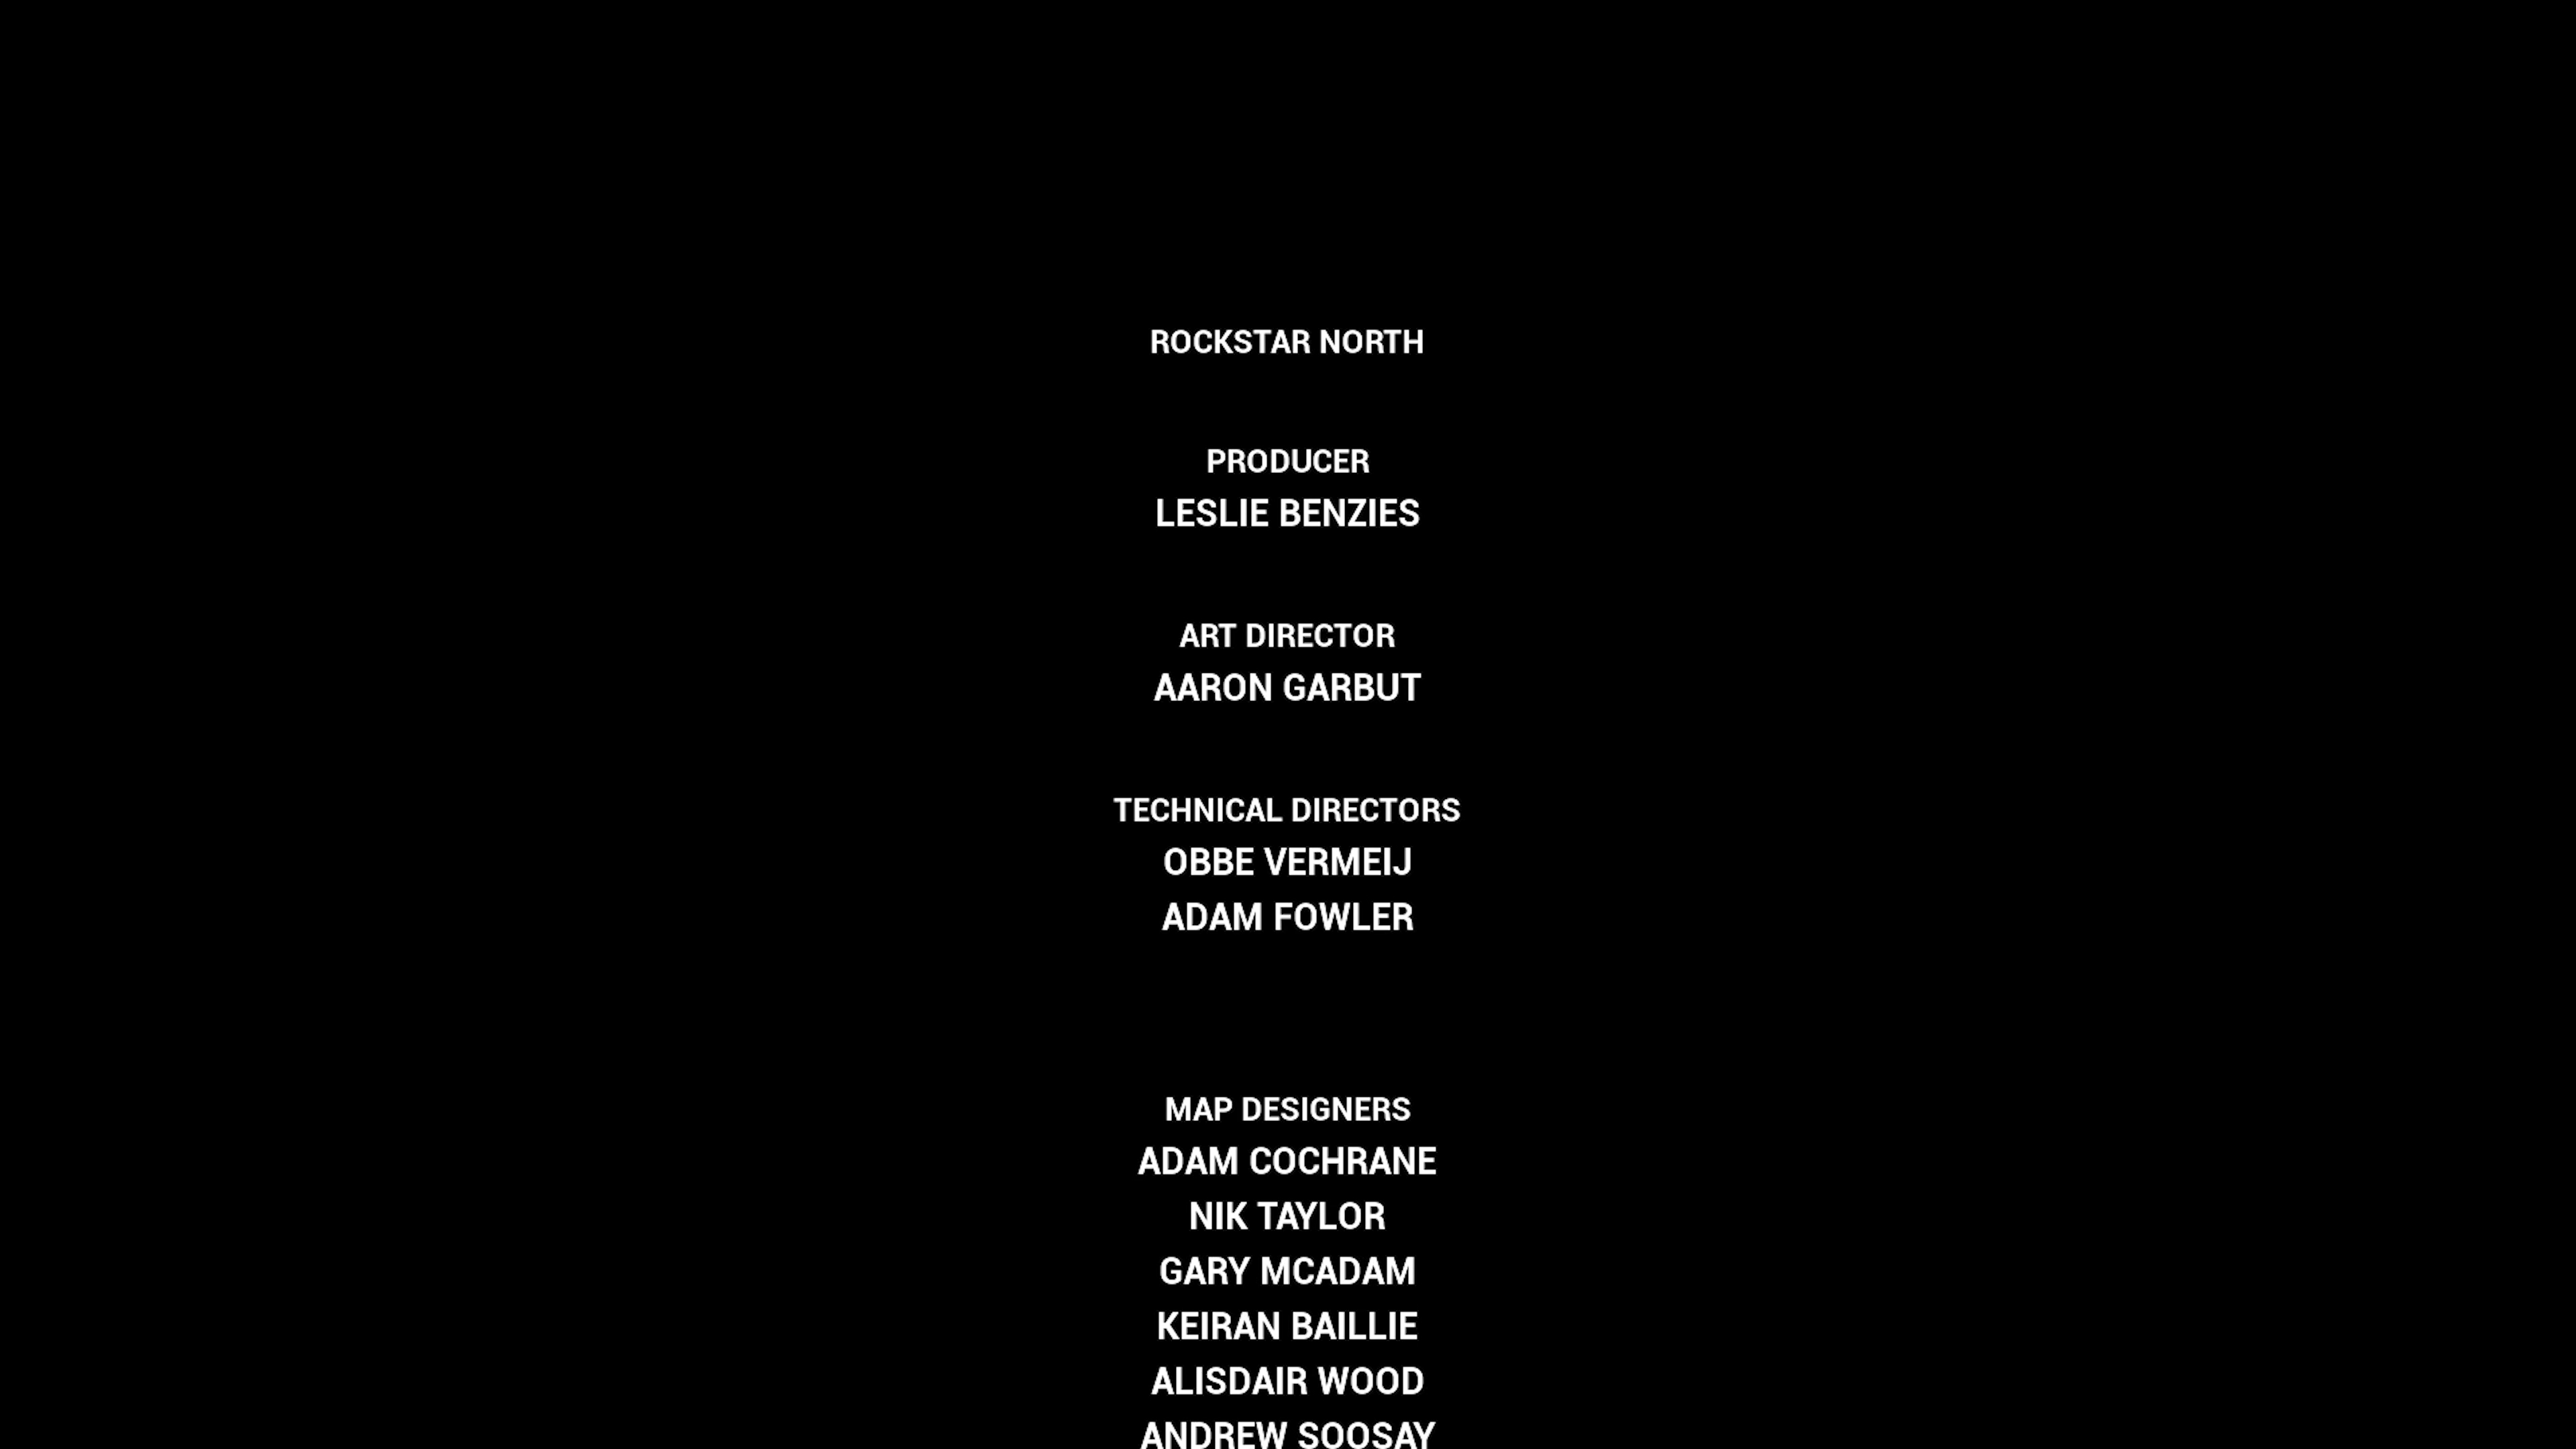 ROCKSTAR NORTH
PRODUCER
LESLIE BENZIES
ART DIRECTOR
AARON GARBUT
TECHNICAL DIRECTORS
OBBE VERMEIJ
ADAM FOWLER
MAP DESIGNERS
ADAM COCHRANE
NIK TAYLOR
GARY MCADAM
KEIRAN BAILLIE
ALISDAIR WOOD
ANDREW SOOSAY